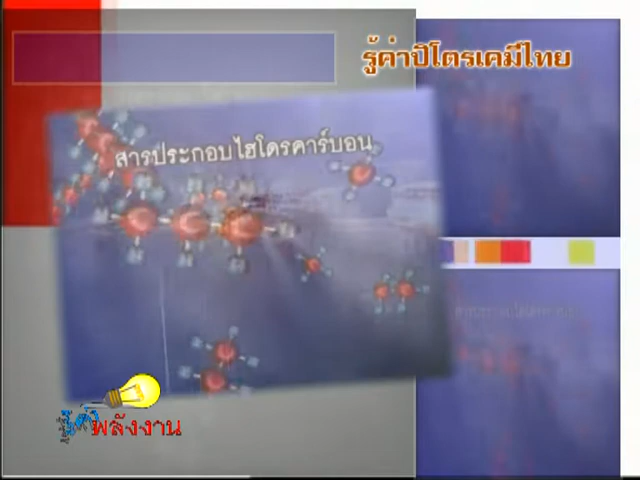 รู้ค่าปิโตรเคมีไทย
สารประกอบไฮโดรคาร์บอน
รู้ค่าพลังงาน